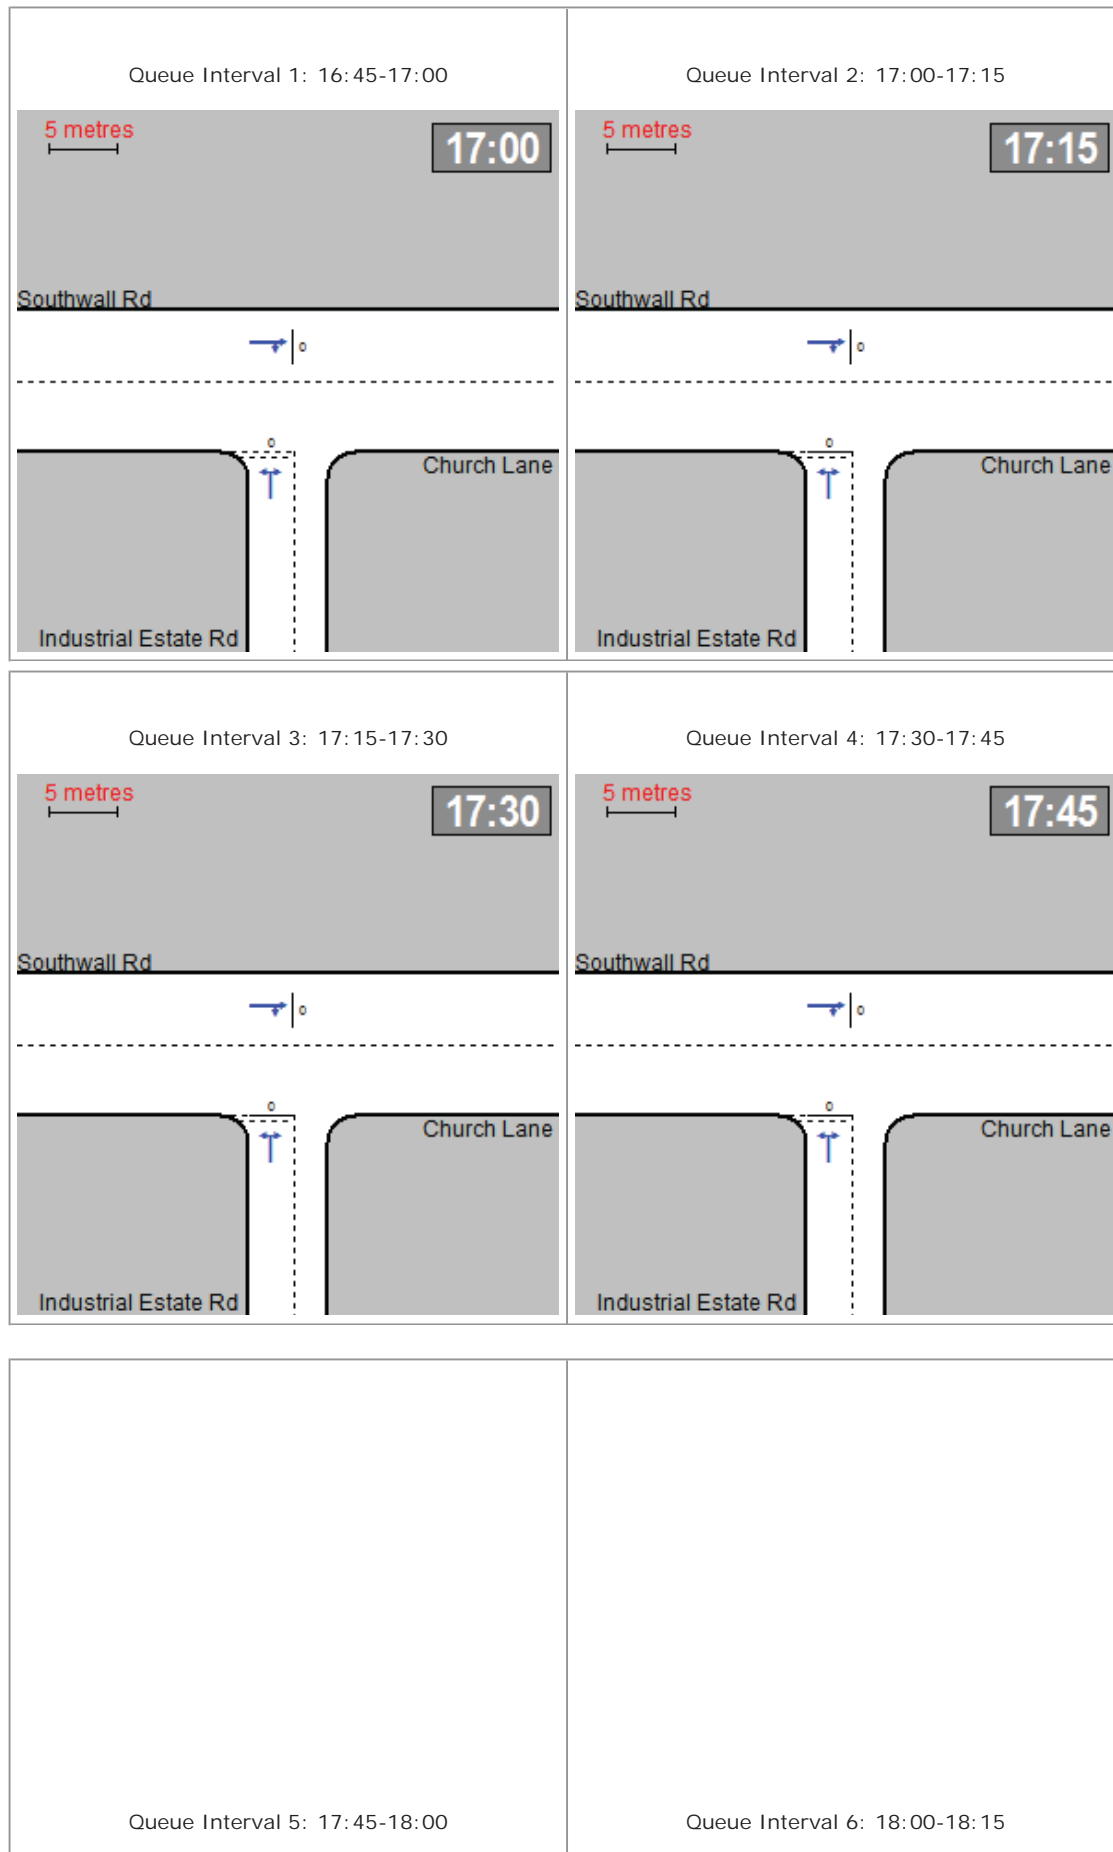 Queue Interval 1: 16:45-17:00
5 metres
17:00
Southwall Rd
0
0
Church Lane
Industrial Estate Rd
Queue Interval 2: 17:00-17:15
5 metres
17:15
Southwall Rd
0
0
Church Lane
Industrial Estate Rd
Queue Interval 3: 17:15-17:30
5 metres
17:30
Southwall Rd
0
0
Church Lane
Industrial Estate Rd
Queue Interval 4: 17:30-17:45
5 metres
17:45
Southwall Rd
0
0
Church Lane
Industrial Estate Rd
Queue Interval 5: 17:45-18:00
Queue Interval 6: 18:00-18:15